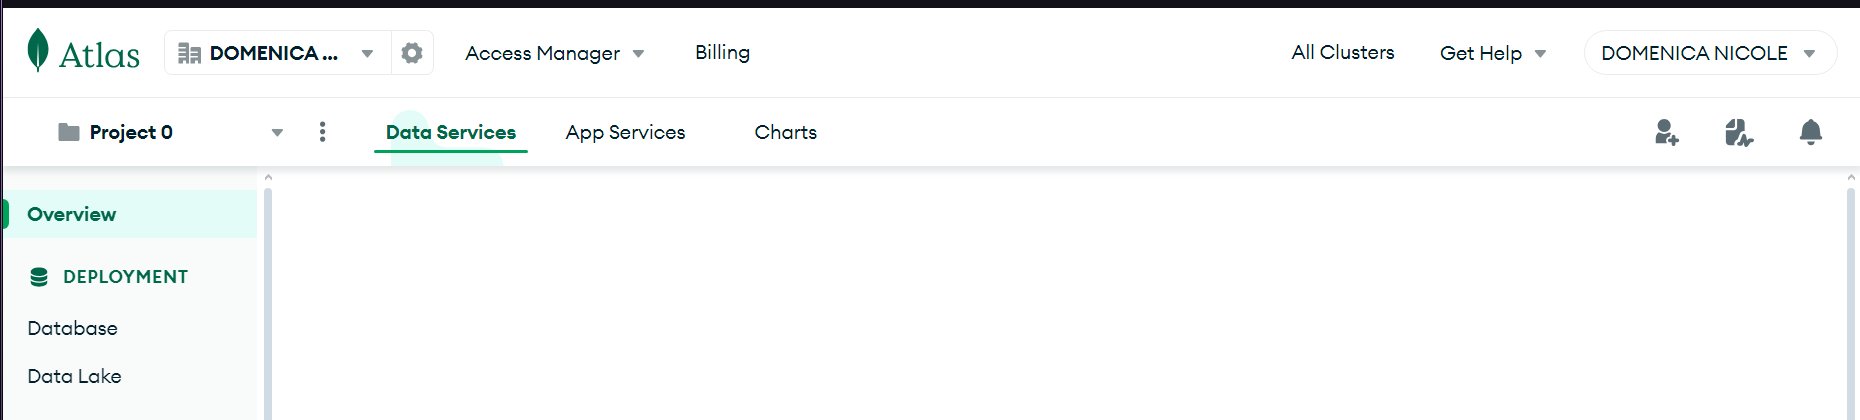 Atlas DOMENICA ... Access Manager Billing All Clusters Get Help DOMENICA NICOLE
Project 0 Data Services App Services Charts
Overview
DEPLOYMENT
Database
Data Lake